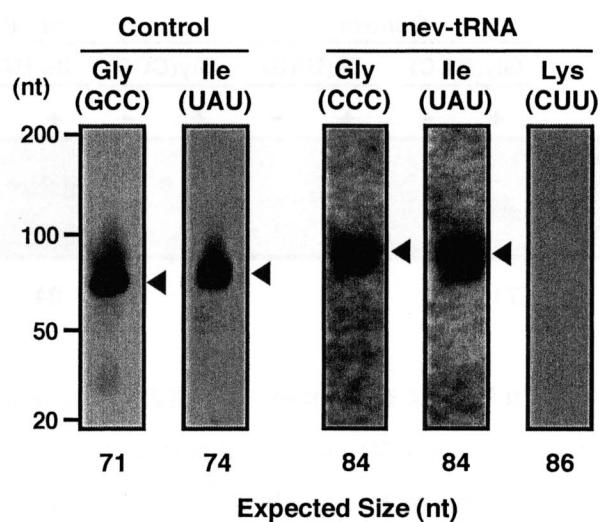 Control nev-tRNA
Gly Ile Gly Ile Lys
(nt) (GCC) (UAU) (CCC) (UAU) (CUU)
200
100
50
20
71 74 84 84 86
Expected Size (nt)